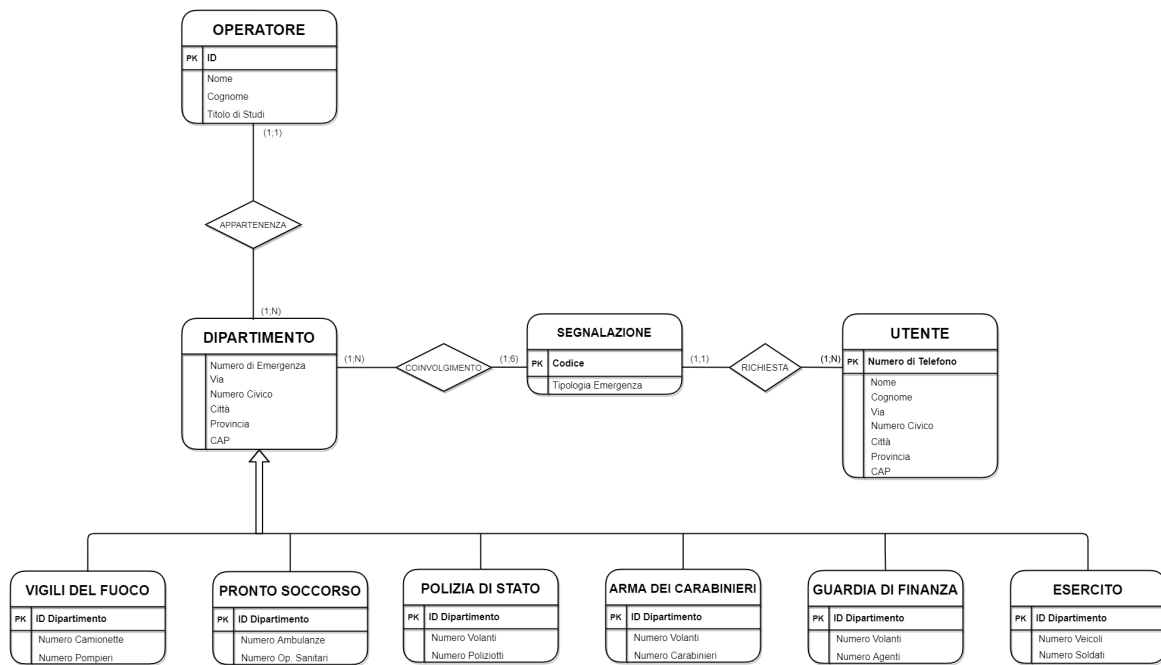 OPERATORE
PK ID
Nome
Cognome
Titolo di Studi
(1;1)
APPARTENENZA
(1;N)
DIPARTIMENTO
Numero di Emergenza
Via
Numero Civico
Città
Provincia
CAP
(1;N)
COINVOLGIMENTO
(1;6)
SEGNALAZIONE
PK Codice
Tipologia Emergenza
(1;1)
RICHIESTA
(1;N)
UTENTE
PK Numero di Telefono
Nome
Cognome
Via
Numero Civico
Città
Provincia
CAP
VIGILI DEL FUOCO
PK ID Dipartimento
Numero Camionette
Numero Pompieri
PRONTO SOCCORSO
PK ID Dipartimento
Numero Ambulanze
Numero Op. Sanitari
POLIZIA DI STATO
PK ID Dipartimento
Numero Volanti
Numero Poliziotti
ARMA DEI CARABINIERI
PK ID Dipartimento
Numero Volanti
Numero Carabinieri
GUARDIA DI FINANZA
PK ID Dipartimento
Numero Volanti
Numero Agenti
ESERCITO
PK ID Dipartimento
Numero Veicoli
Numero Soldati